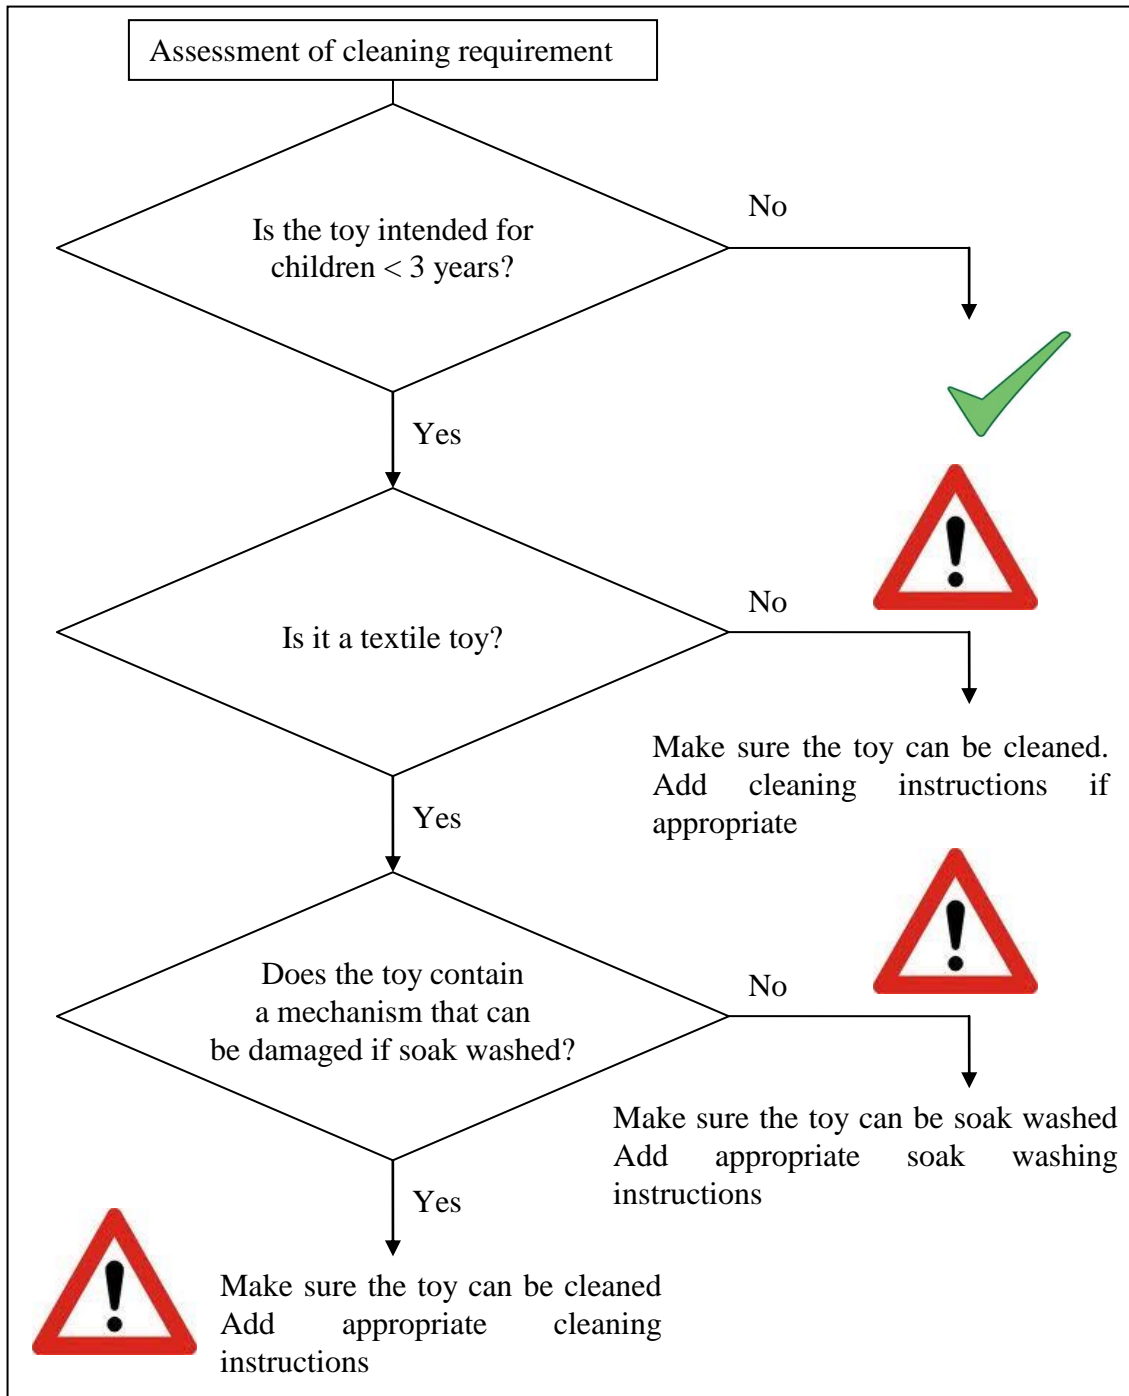 Assessment of cleaning requirement
No
Is the toy intended for
children < 3 years?
Yes
No
Is it a textile toy?
Make sure the toy can be cleaned.
Add cleaning instructions if
appropriate
Yes
Does the toy contain
a mechanism that can
be damaged if soak washed?
No
Make sure the toy can be soak washed
Add appropriate soak washing
instructions
Yes
Make sure the toy can be cleaned
Add appropriate cleaning
instructions